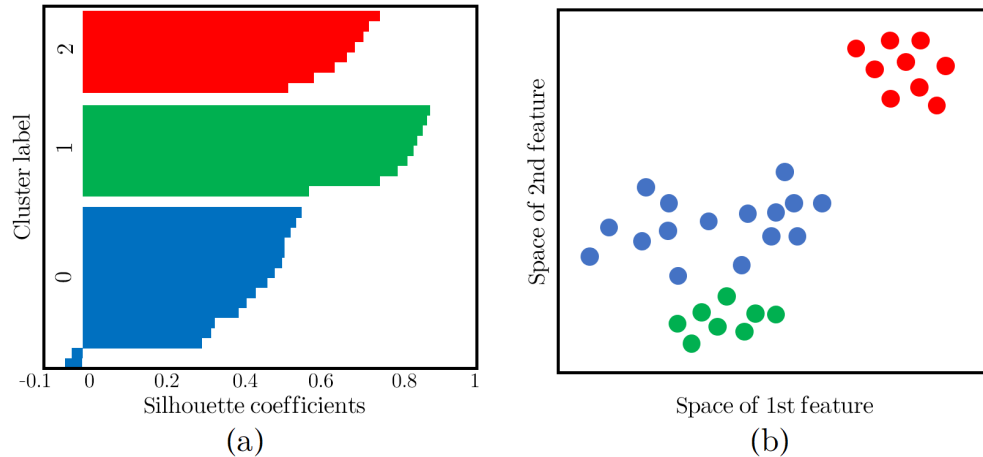 Cluster label
2
1
0
-0.1 0 0.2 0.4 0.6 0.8 1
Silhouette coefficients
(a)
Space of 2nd feature
Space of 1st feature
(b)